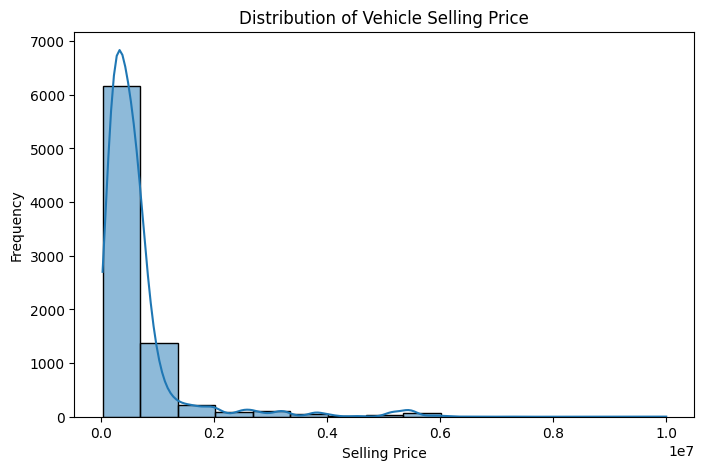 Distribution of Vehicle Selling Price
7000
6000
5000
4000
3000
2000
1000
0
Frequency
0.0 0.2 0.4 0.6 0.8 1.0
1e7
Selling Price